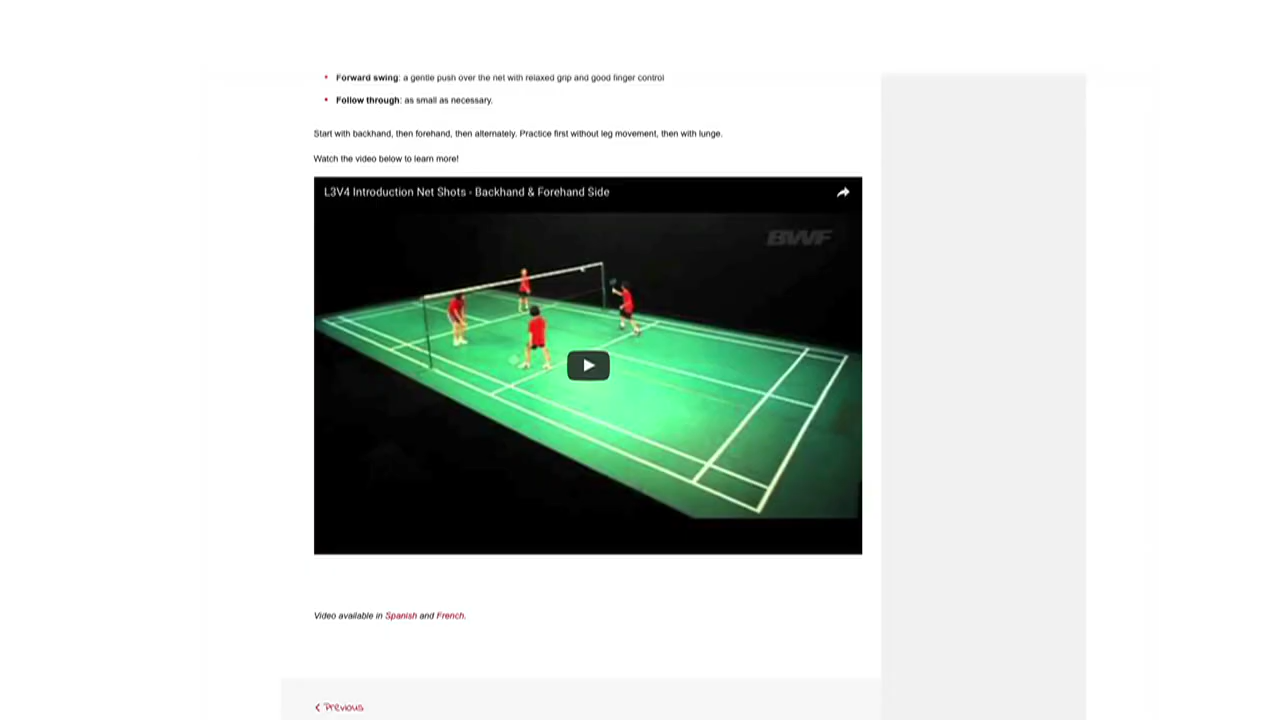 Forward swing: a gentle push over the net with relaxed grip and good finger control
Follow through: as small as necessary.
Start with backhand, then forehand, then alternately. Practice first without leg movement, then with lunge.
Watch the video below to learn more!
L3V4 Introduction Net Shots - Backhand & Forehand Side
BWF
Video available in Spanish and French.
< Previous